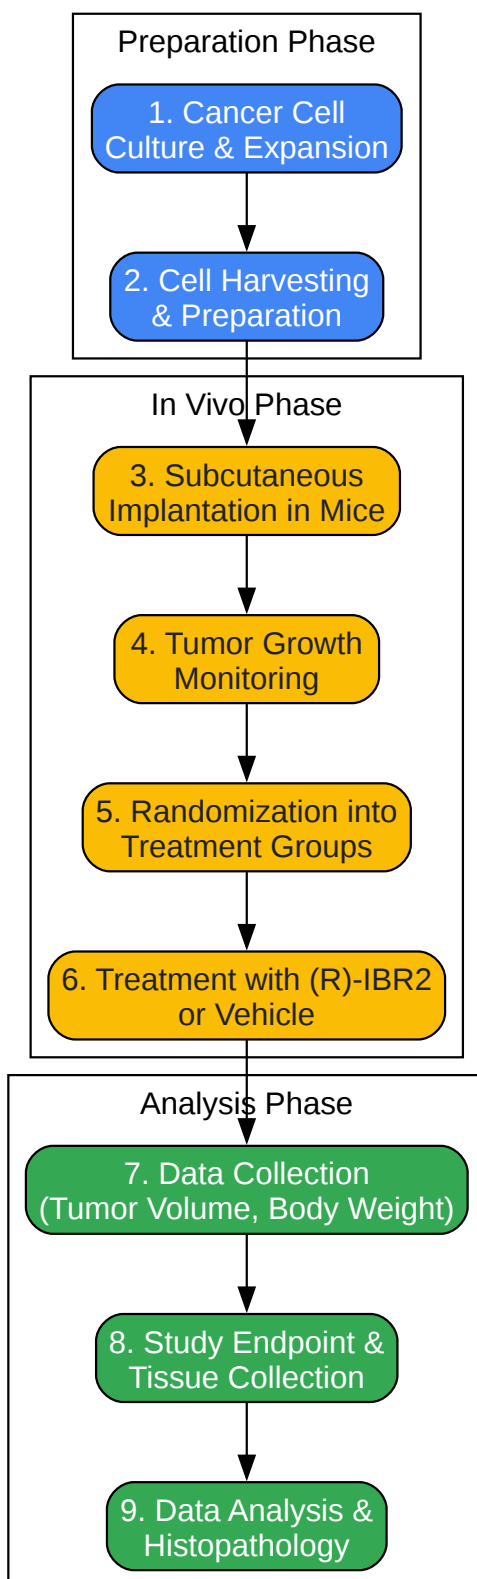 Preparation Phase
1. Cancer Cell
Culture & Expansion
2. Cell Harvesting
& Preparation
In Vivo Phase
3. Subcutaneous
Implantation in Mice
4. Tumor Growth
Monitoring
5. Randomization into
Treatment Groups
6. Treatment with (R)-IBR2
or Vehicle
Analysis Phase
7. Data Collection
(Tumor Volume, Body Weight)
8. Study Endpoint &
Tissue Collection
9. Data Analysis &
Histopathology